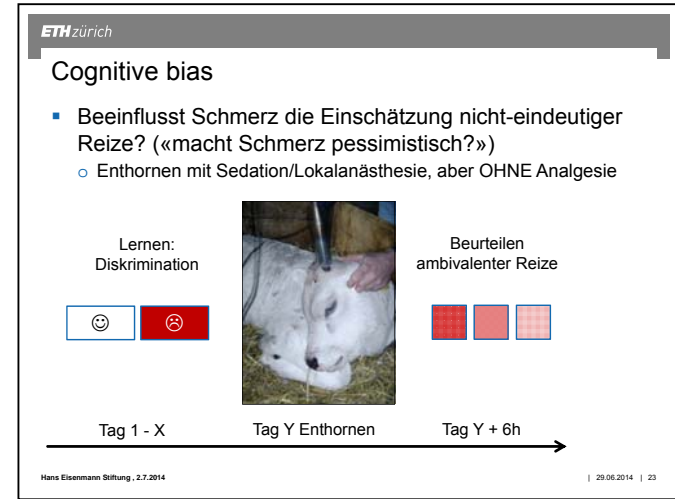 ETH zürich
Cognitive bias
▪ Beeinflusst Schmerz die Einschätzung nicht-eindeutiger
Reize? («macht Schmerz pessimistisch?»)
o Enthornen mit Sedation/Lokalanästhesie, aber OHNE Analgesie
Lernen:
Diskrimination
Beurteilen
ambivalenter Reize
☺ ☹
Tag 1 - X
Tag Y Enthornen
Tag Y + 6h
Hans Eisenmann Stiftung , 2.7.2014
| 29.06.2014 | 23